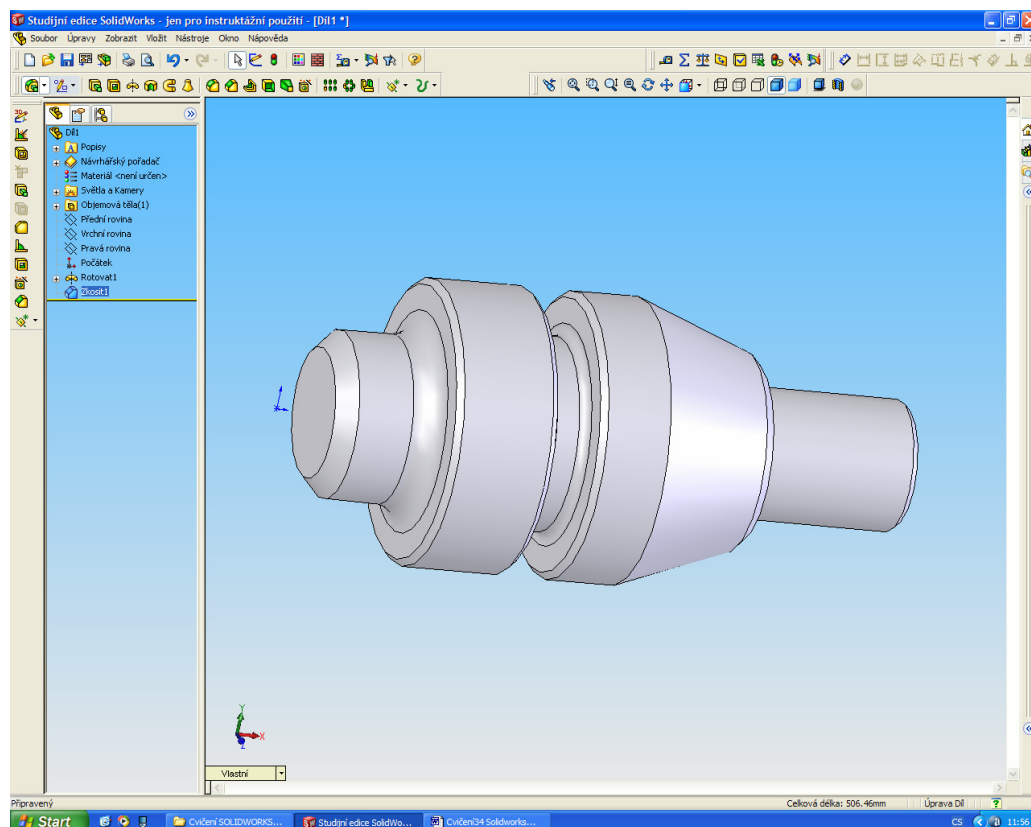 Studijní edice SolidWorks - jen pro instruktážní použití - [Díl1 *]
Soubor Úpravy Zobrazit Vložit Nástroje Okno Nápověda
Díl1
Popisy
Návrhářský pořadač
Materiál <není určen>
Světla a Kamery
Objemová těla(1)
Přední rovina
Vrchní rovina
Pravá rovina
Počátek
Rotovat1
Zkosit1
Y
X
Z
Vlastní
Připravený
Celková délka: 506.46mm
Úprava Díl
Start
Cvičení SOLIDWORKS...
Studijní edice SolidWo...
Cvičení34 Solidworks...
CS
11:56